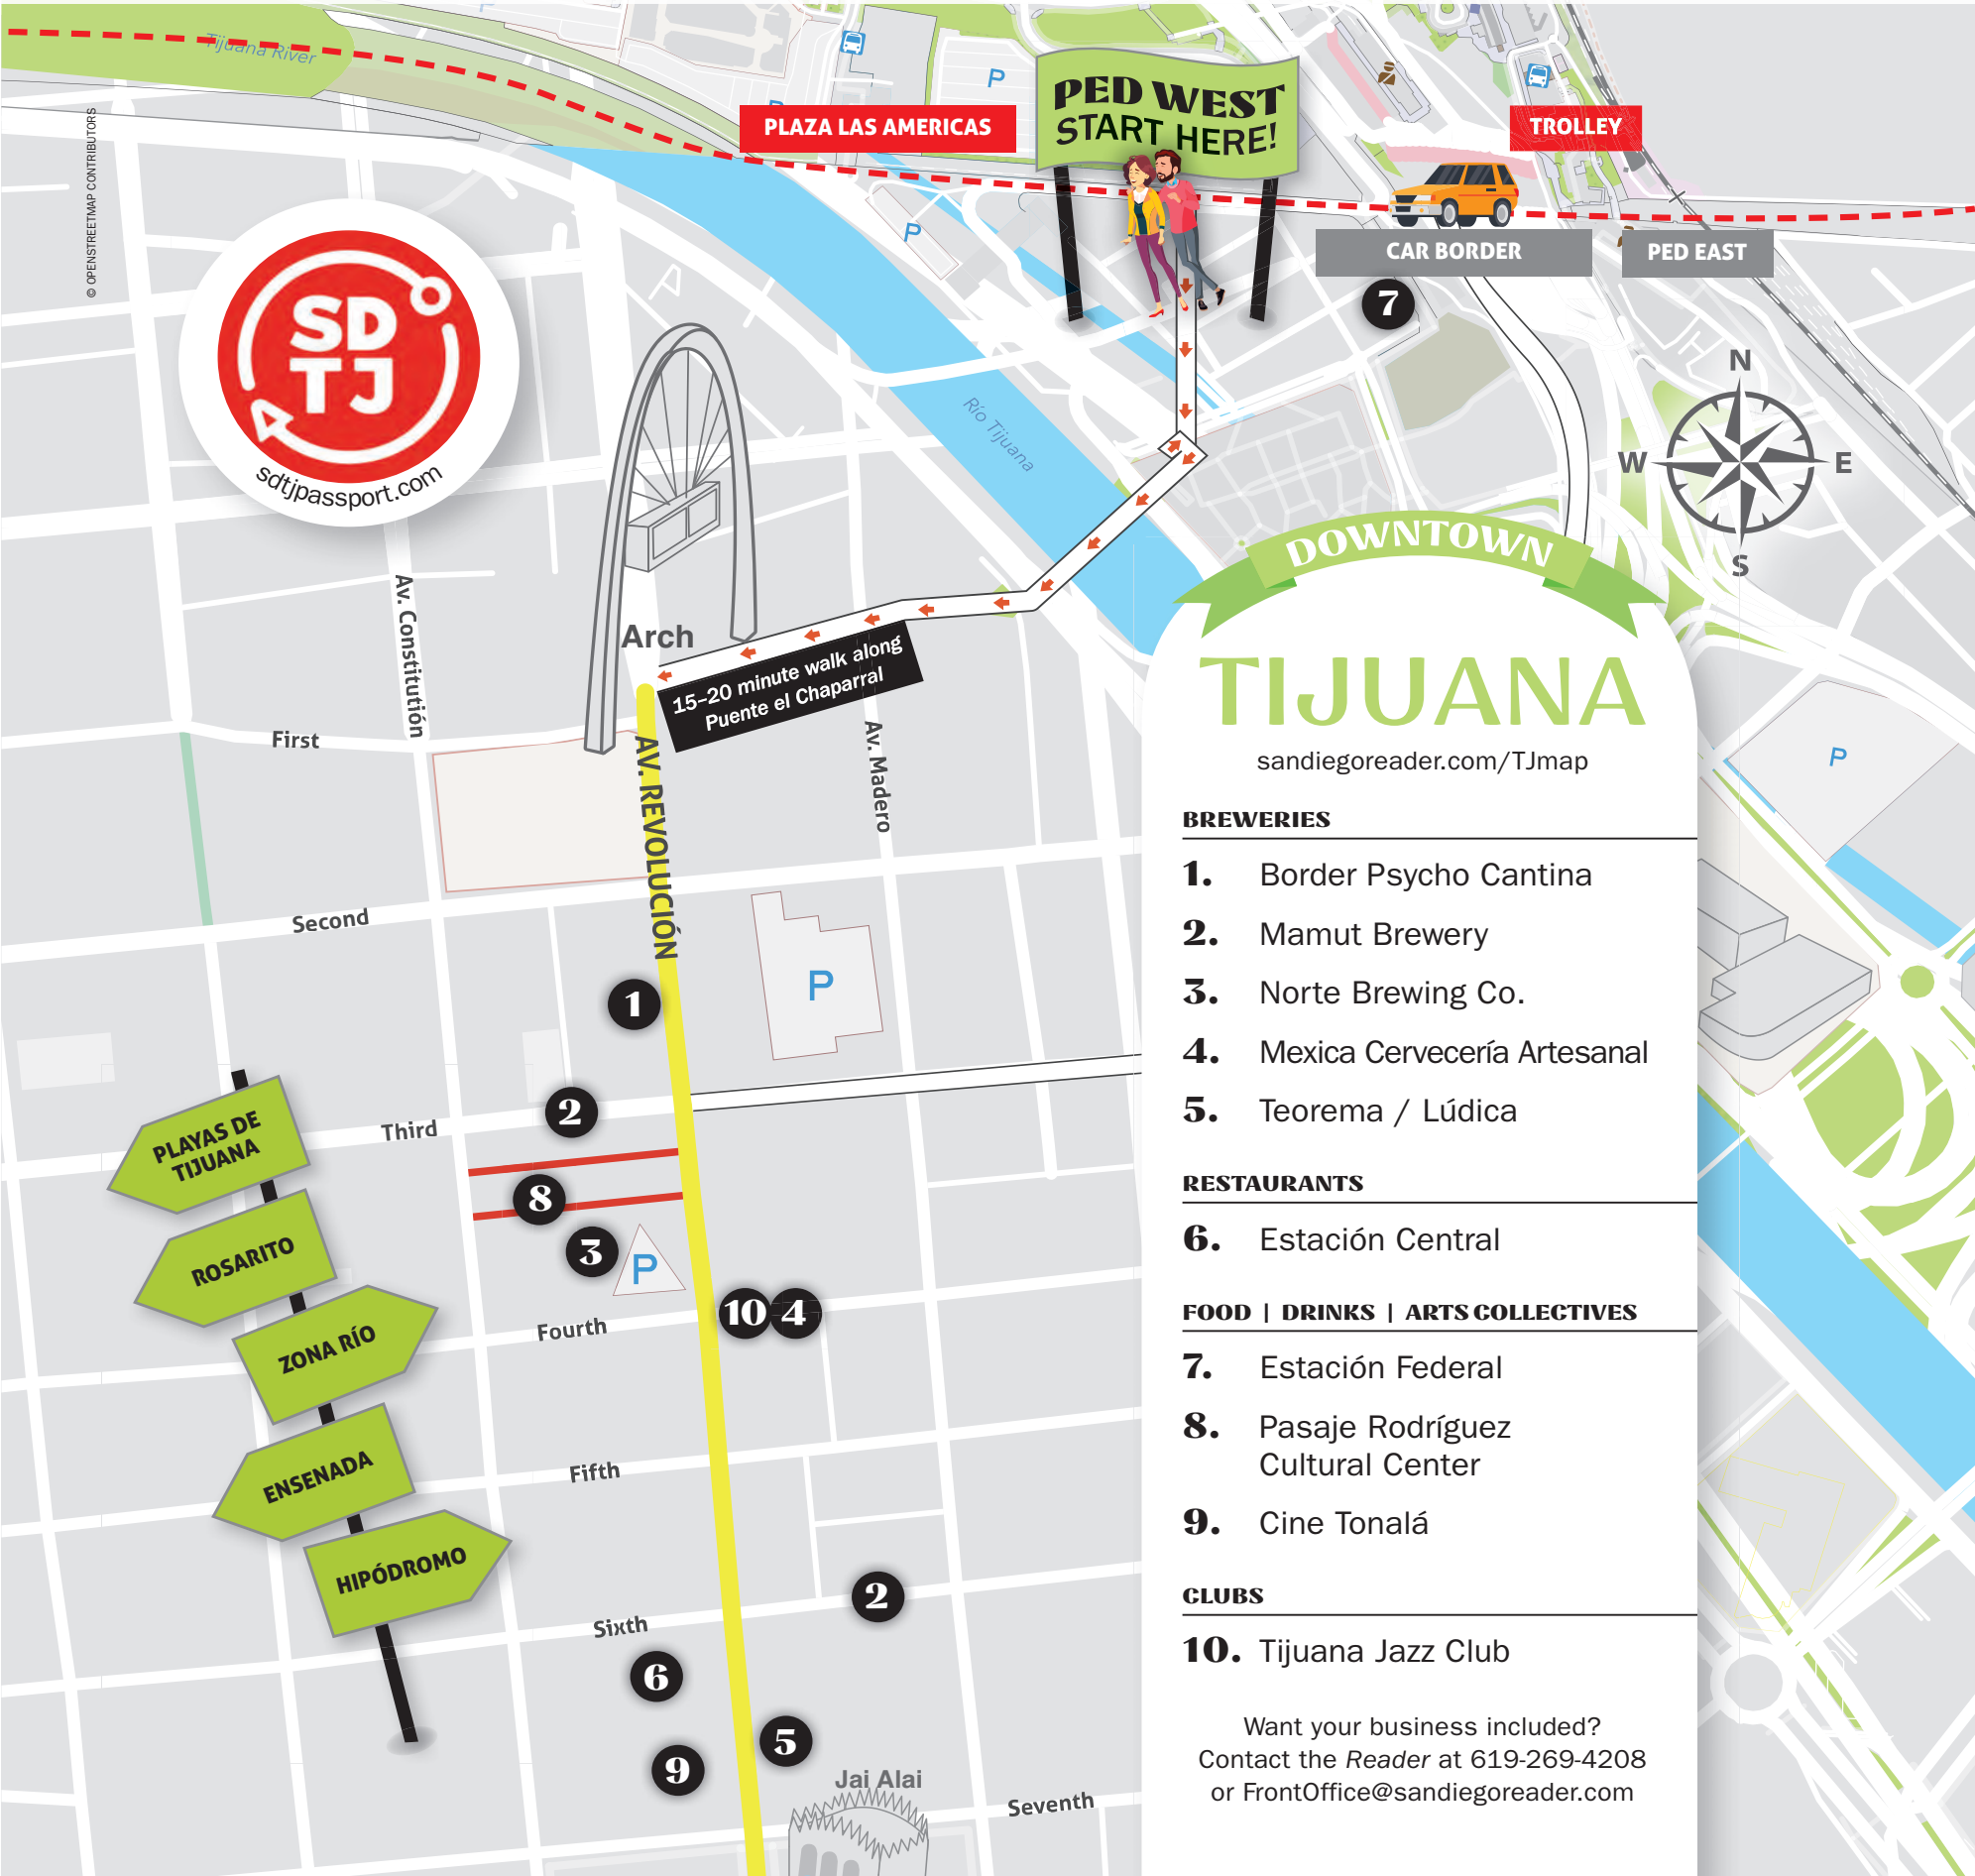 Tijuana River
© OPENSTREETMAP CONTRIBUTORS
P
P
P
PLAZA LAS AMERICAS
PED WEST
START HERE!
TROLLEY
CAR BORDER
PED EAST
P
7
SD
TJ
sdtjpassport.com
Río Tijuana
N
W
E
S
Arch
15–20 minute walk along
Puente el Chaparral
Av. Constitutión
First
AV. REVOLUCIÓN
Av. Madero
Second
1
P
2
Third
8
3
P
10
4
Fourth
Fifth
2
Sixth
6
5
9
Jai Alai
Seventh
PLAYAS DE
TIJUANA
ROSARITO
ZONA RÍO
ENSENADA
HIPÓDROMO
P
DOWNTOWN
TIJUANA
sandiegoreader.com/TJmap
BREWERIES
1. Border Psycho Cantina
2. Mamut Brewery
3. Norte Brewing Co.
4. Mexica Cervecería Artesanal
5. Teorema / Lúdica
RESTAURANTS
6. Estación Central
FOOD | DRINKS | ARTS COLLECTIVES
7. Estación Federal
8. Pasaje Rodríguez
Cultural Center
9. Cine Tonalá
CLUBS
10. Tijuana Jazz Club
Want your business included?
Contact the Reader at 619-269-4208
or FrontOffice@sandiegoreader.com